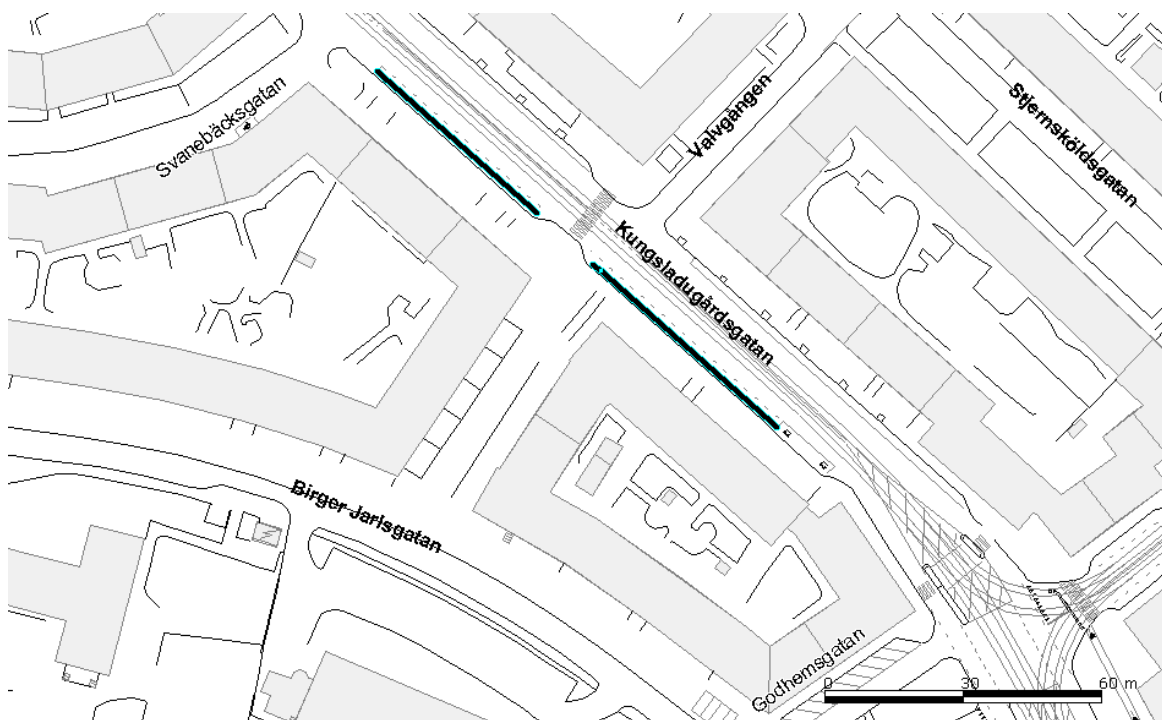 Svanebäcksgatan
Valvgången
Stjernsköldsgatan
Kungsladugårdsgatan
Birger Jarlsgatan
Godhemsgatan
0 30 60 m